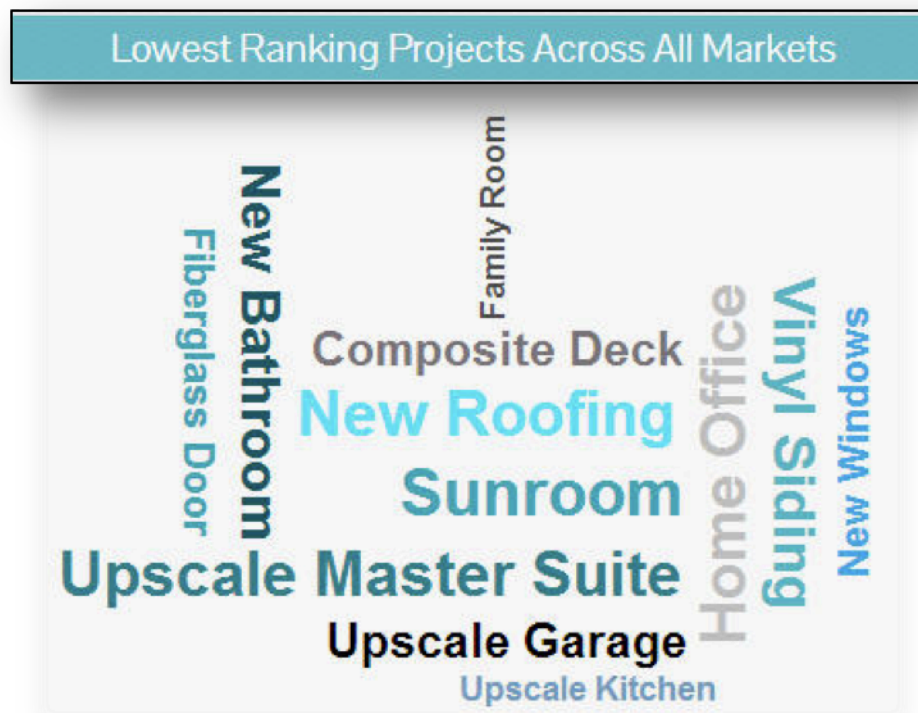 Lowest Ranking Projects Across All Markets
Family Room
New Bathroom
Fiberglass Door
Composite Deck
New Roofing
Sunroom
Home Office
Vinyl Siding
New Windows
Upscale Master Suite
Upscale Garage
Upscale Kitchen